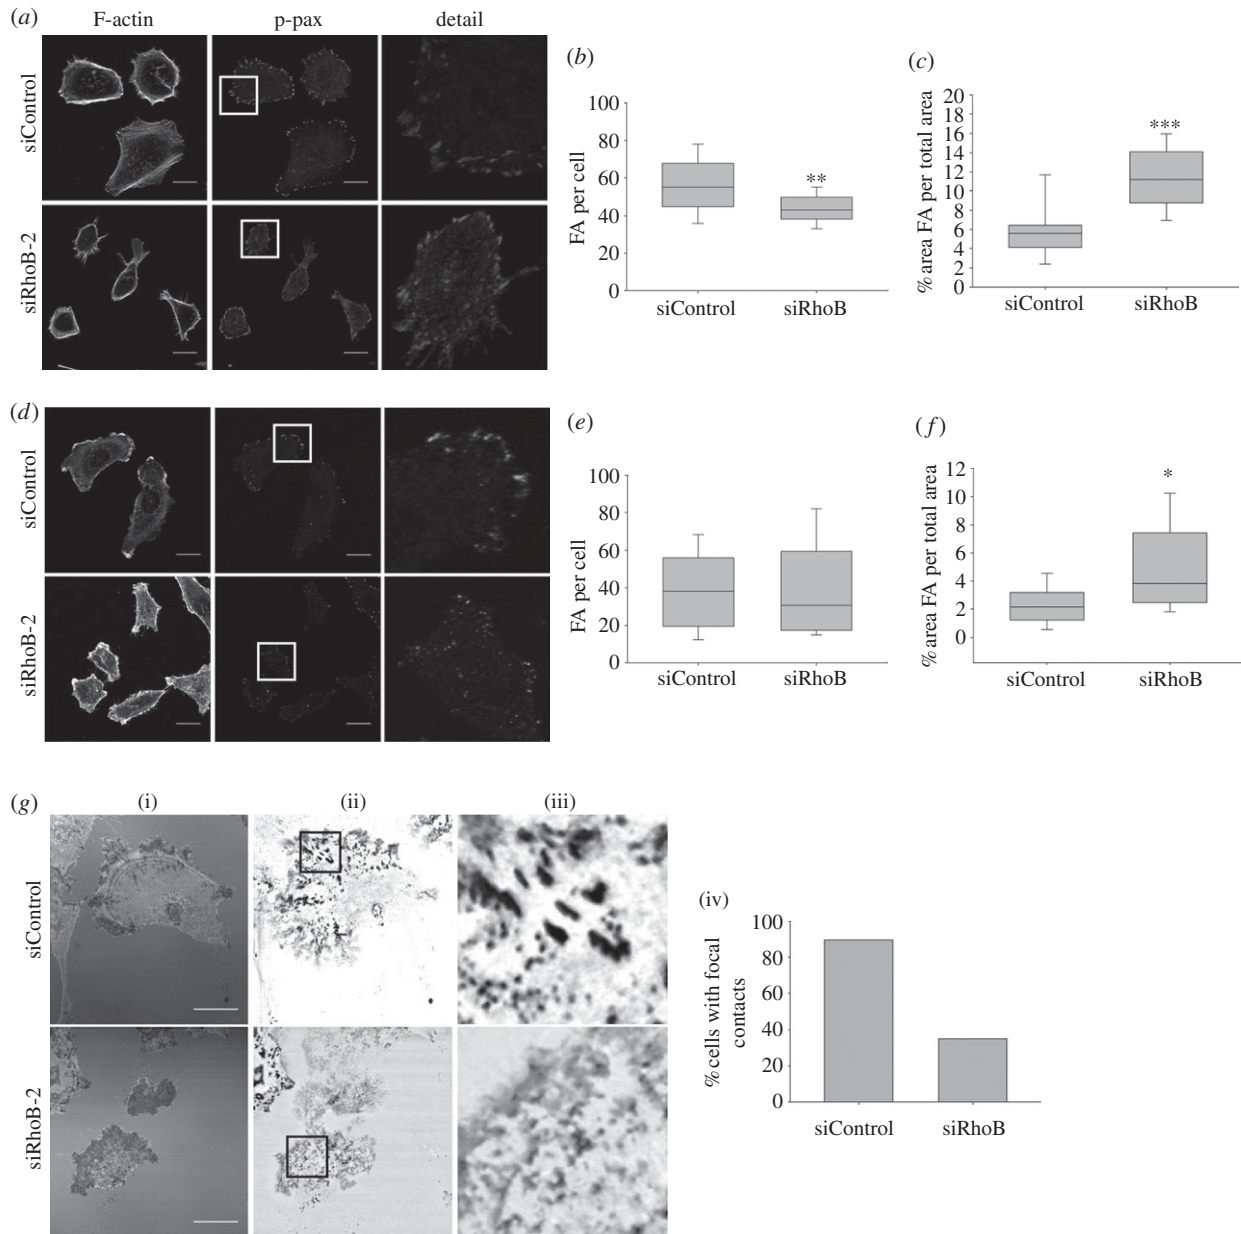 (a)
F-actin
p-pax
detail
siControl
siRhoB-2
(b)
FA per cell
100
80
60
40
20
0
**
siControl
siRhoB
(c)
% area FA per total area
20
18
16
14
12
10
8
6
4
2
0
***
siControl
siRhoB
(d)
siControl
siRhoB-2
(e)
FA per cell
100
80
60
40
20
0
siControl
siRhoB
(f)
% area FA per total area
12
10
8
6
4
2
0
*
siControl
siRhoB
(g)
(i)
(ii)
(iii)
siControl
siRhoB-2
(iv)
% cells with focal
contacts
100
80
60
40
20
0
siControl
siRhoB